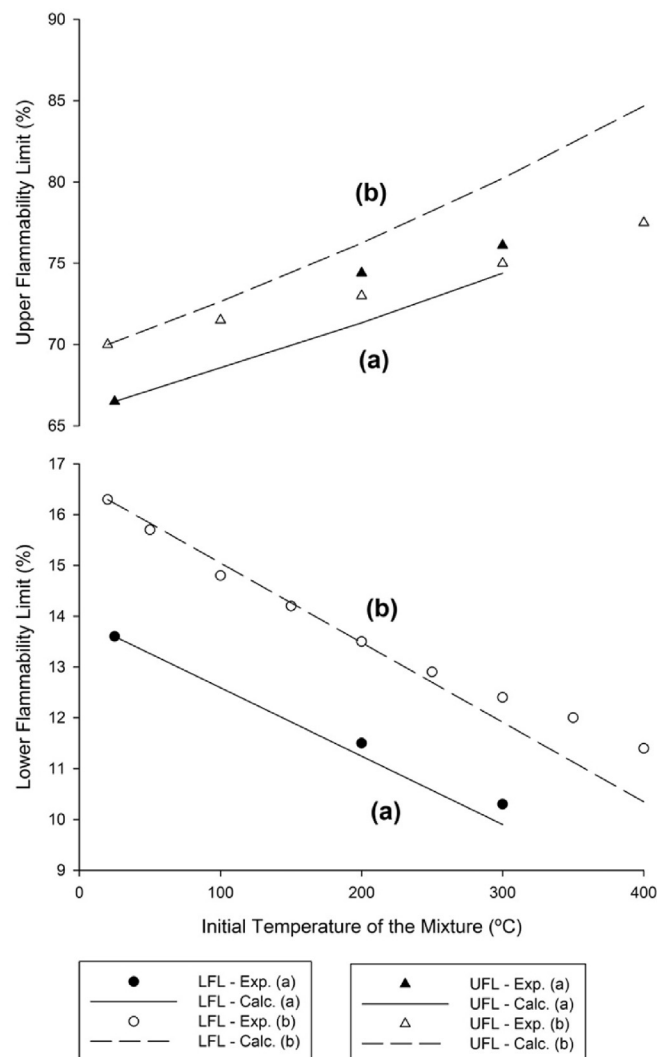 90
85
80
75
70
65
Upper Flammability Limit (%)
(b)
(a)
17
16
15
14
13
12
11
10
9
Lower Flammability Limit (%)
(b)
(a)
0 100 200 300 400
Initial Temperature of the Mixture (ºC)
LFL - Exp. (a)
LFL - Calc. (a)
LFL - Exp. (b)
LFL - Calc. (b)
UFL - Exp. (a)
UFL - Calc. (a)
UFL - Exp. (b)
UFL - Calc. (b)